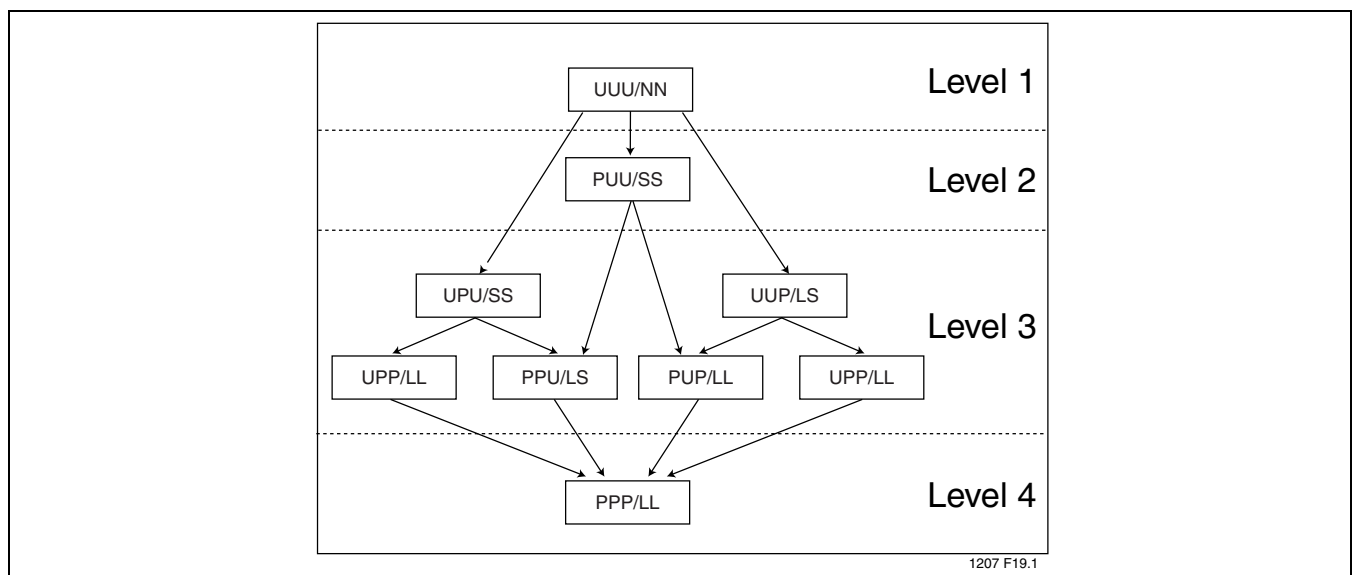 UUU/NN
Level 1
PUU/SS
Level 2
UPU/SS
UUP/LS
Level 3
UPP/LL
PPU/LS
PUP/LL
UPP/LL
PPP/LL
Level 4
1207 F19.1